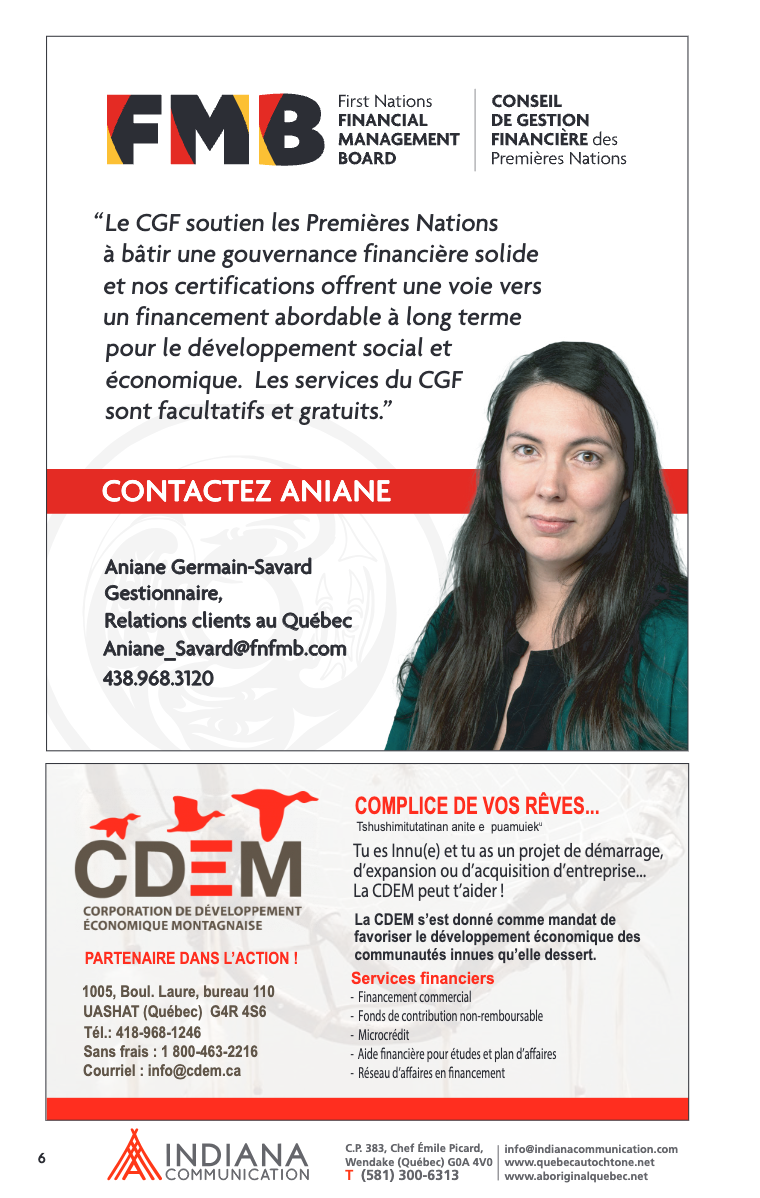 FMB
First Nations
FINANCIAL
MANAGEMENT
BOARD
CONSEIL
DE GESTION
FINANCIÈRE des
Premières Nations
“Le CGF soutien les Premières Nations
à bâtir une gouvernance financière solide
et nos certifications offrent une voie vers
un financement abordable à long terme
pour le développement social et
économique.  Les services du CGF
sont facultatifs et gratuits.”
CONTACTEZ ANIANE
Aniane Germain-Savard
Gestionnaire,
Relations clients au Québec
Aniane_Savard@fnfmb.com
438.968.3120
CDEM
CORPORATION DE DÉVELOPPEMENT
ÉCONOMIQUE MONTAGNAISE
PARTENAIRE DANS L’ACTION !
1005, Boul. Laure, bureau 110
UASHAT (Québec)  G4R 4S6
Tél.: 418-968-1246
Sans frais : 1 800-463-2216
Courriel : info@cdem.ca
COMPLICE DE VOS RÊVES...
Tshushimitutatinan anite e  puamuiekᵘ
Tu es Innu(e) et tu as un projet de démarrage,
d’expansion ou d’acquisition d’entreprise...
La CDEM peut t’aider !
La CDEM s’est donné comme mandat de
favoriser le développement économique des
communautés innues qu’elle dessert.
Services financiers
- Financement commercial
- Fonds de contribution non-remboursable
- Microcrédit
- Aide financière pour études et plan d’affaires
- Réseau d’affaires en financement
6
INDIANA
COMMUNICATION
C.P. 383, Chef Émile Picard,
Wendake (Québec) G0A 4V0
T (581) 300-6313
info@indianacommunication.com
www.quebecautochtone.net
www.aboriginalquebec.net